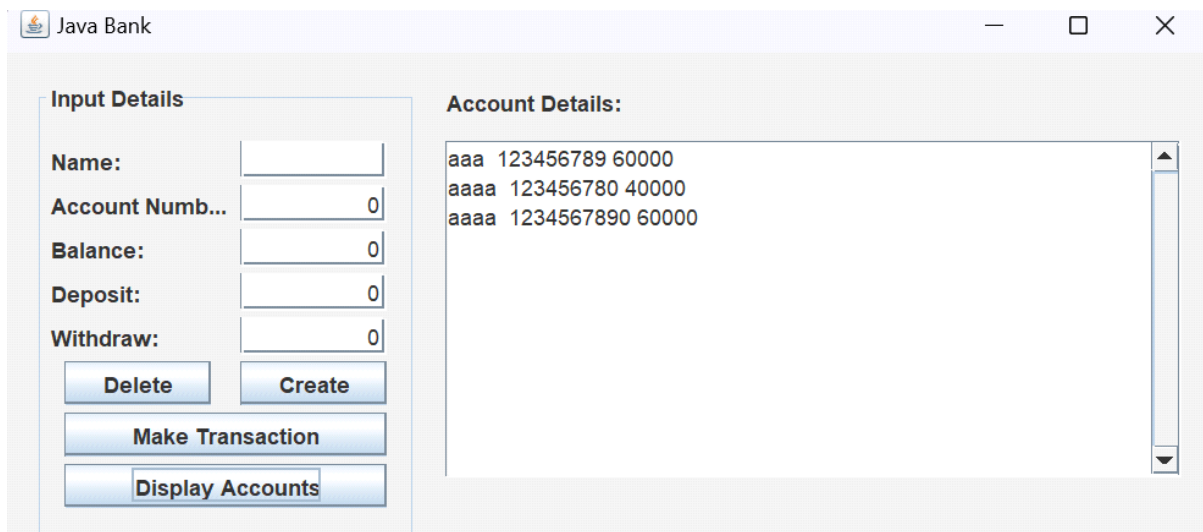 Java Bank
Input Details
Name:
Account Numb... 0
Balance: 0
Deposit: 0
Withdraw: 0
Delete Create
Make Transaction
Display Accounts
Account Details:
aaa 123456789 60000
aaaa 123456780 40000
aaaa 1234567890 60000